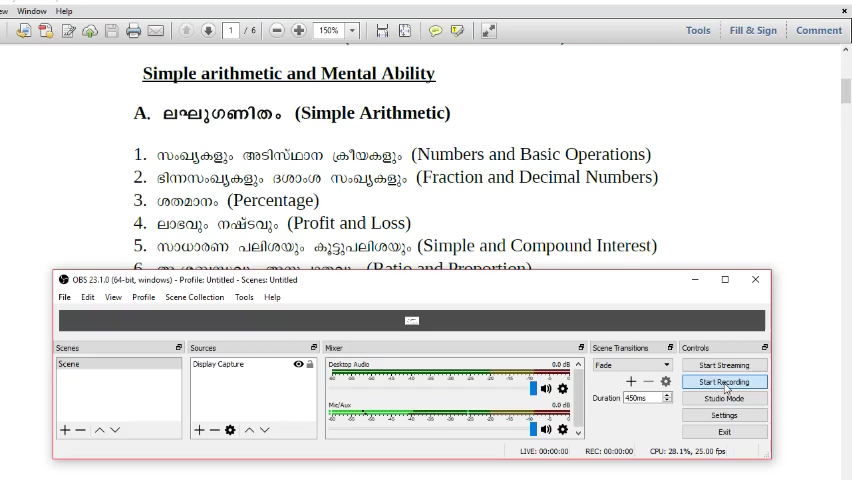 ew Window Help
1 / 6
150%
Tools Fill & Sign Comment
Simple arithmetic and Mental Ability
A. ലഘുഗണിതം (Simple Arithmetic)
1. സംഖ്യകളും അടിസ്ഥാന ക്രിയകളും (Numbers and Basic Operations)
2. ഭിന്നസംഖ്യകളും ദശാംശ സംഖ്യകളും (Fraction and Decimal Numbers)
3. ശതമാനം (Percentage)
4. ലാഭവും നഷ്ടവും (Profit and Loss)
5. സാധാരണ പലിശയും കൂട്ടുപലിശയും (Simple and Compound Interest)
6. (Ratio and Proportion)
OBS 23.1.0 (64-bit, windows) - Profile: Untitled - Scenes: Untitled
File Edit View Profile Scene Collection Tools Help
Scenes Sources Mixer Scene Transitions Controls
Scene
Display Capture
Desktop Audio 0.0 dB
Mic/Aux 0.0 dB
Fade
Duration 450ms
Start Streaming
Start Recording
Studio Mode
Settings
Exit
LIVE: 00:00:00 REC: 00:00:00 CPU: 28.1%, 25.00 fps